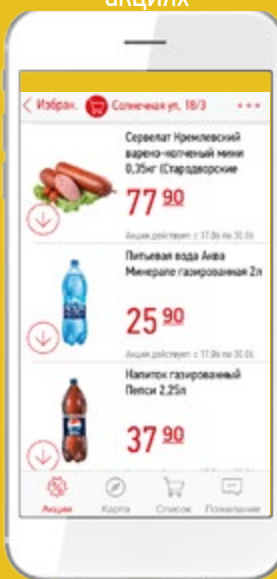 акциях
Избран. Солнечная ул. 18/3
Сервелат Кремлевский
варено-копченый мини
0,35кг (Стародворские
77 90
Акция действует с 17.06 по 30.06
Питьевая вода Аква
Минерале газированная 2л
25 90
Акция действует с 17.06 по 30.06
Напиток газированный
Пепси 2.25л
37 90
Акции Карта Список Пожелания